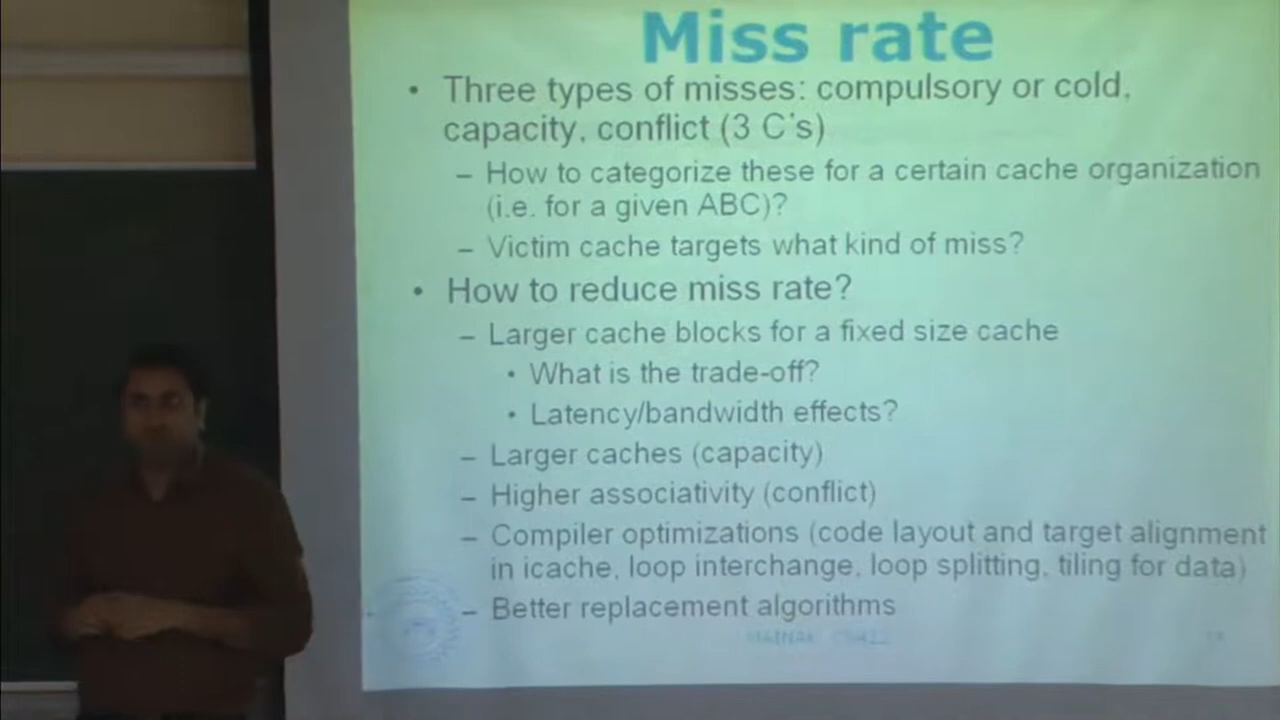 Miss rate
• Three types of misses: compulsory or cold,
capacity, conflict (3 C's)
– How to categorize these for a certain cache organization
(i.e. for a given ABC)?
– Victim cache targets what kind of miss?
• How to reduce miss rate?
– Larger cache blocks for a fixed size cache
• What is the trade-off?
• Latency/bandwidth effects?
– Larger caches (capacity)
– Higher associativity (conflict)
– Compiler optimizations (code layout and target alignment
in icache, loop interchange, loop splitting, tiling for data)
– Better replacement algorithms